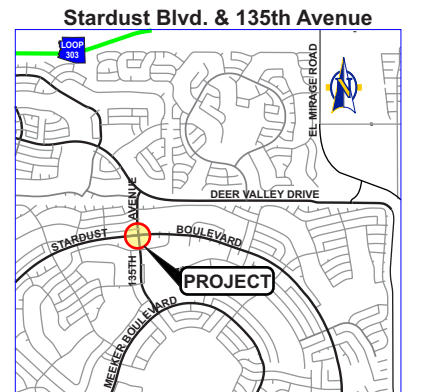 Stardust Blvd. & 135th Avenue
LOOP
303
EL MIRAGE ROAD
N
DEER VALLEY DRIVE
135TH AVENUE
STARDUST BOULEVARD
PROJECT
MEEKER BOULEVARD